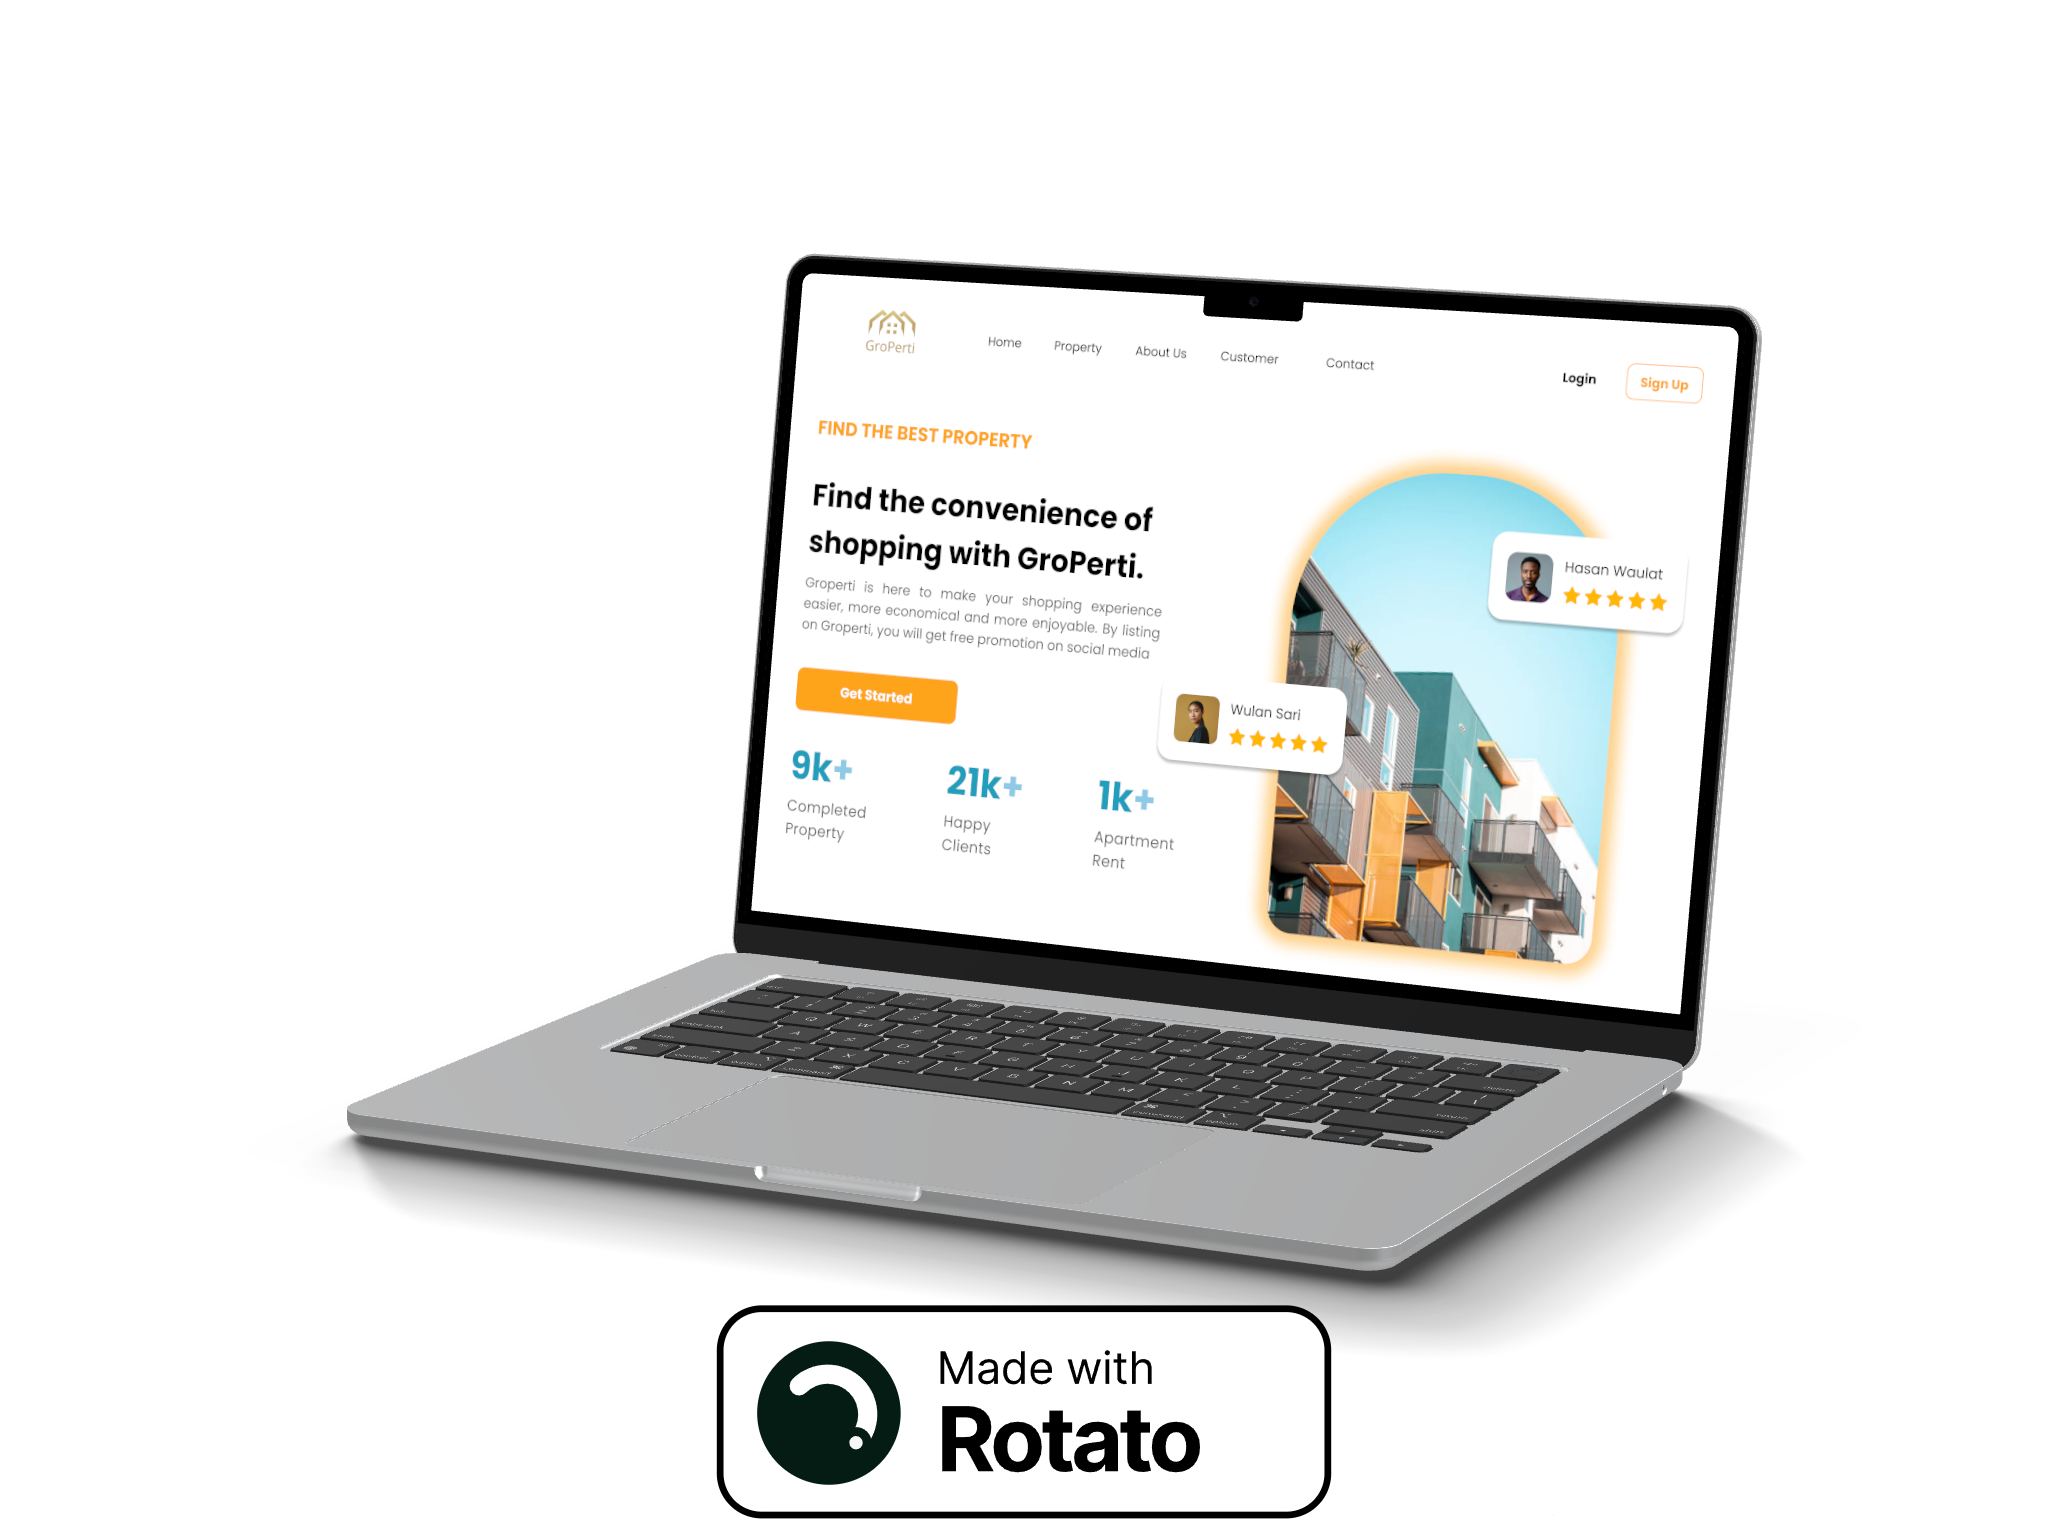 GroPerti
Home Property About Us Customer Contact
Login Sign Up
FIND THE BEST PROPERTY
Find the convenience of
shopping with GroPerti.
Groperti is here to make your shopping experience
easier, more economical and more enjoyable. By listing
on Groperti, you will get free promotion on social media
Get Started
Hasan Waulat
Wulan Sari
9k+
Completed
Property
21k+
Happy
Clients
1k+
Apartment
Rent
Made with
Rotato